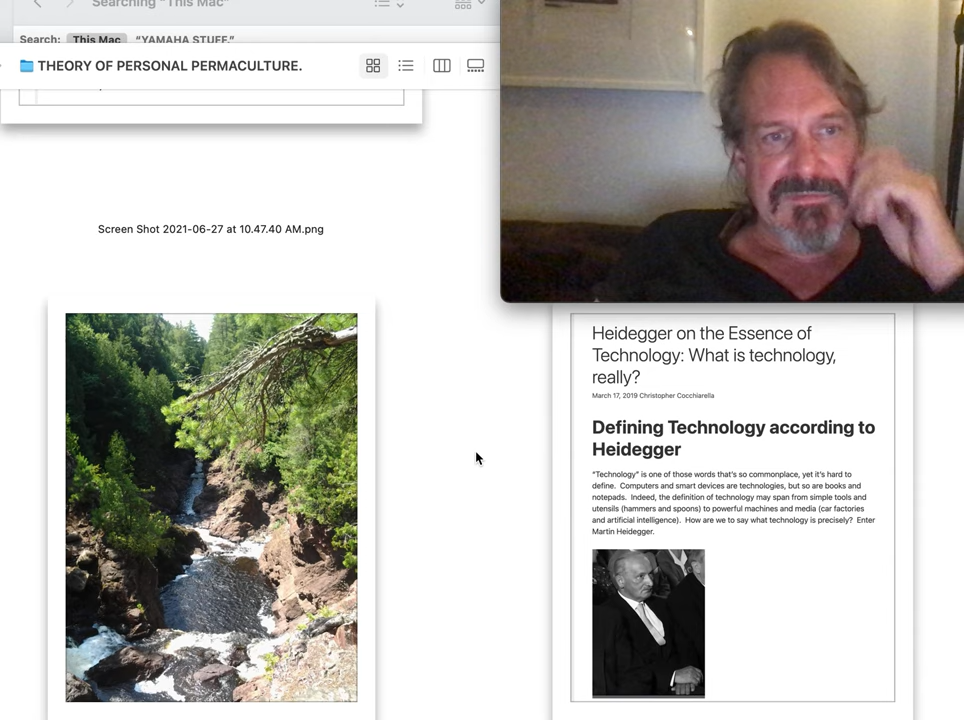 Searching "This Mac"
Search: This Mac "YAMAHA STUFF."
THEORY OF PERSONAL PERMACULTURE.
Screen Shot 2021-06-27 at 10.47.40 AM.png
Heidegger on the Essence of
Technology: What is technology,
really?
March 17, 2019 Christopher Cocchiarella
Defining Technology according to
Heidegger
"Technology" is one of those words that's so commonplace, yet it's hard to
define. Computers and smart devices are technologies, but so are books and
notepads. Indeed, the definition of technology may span from simple tools and
utensils (hammers and spoons) to powerful machines and media (car factories
and artificial intelligence). How are we to say what technology is precisely? Enter
Martin Heidegger.